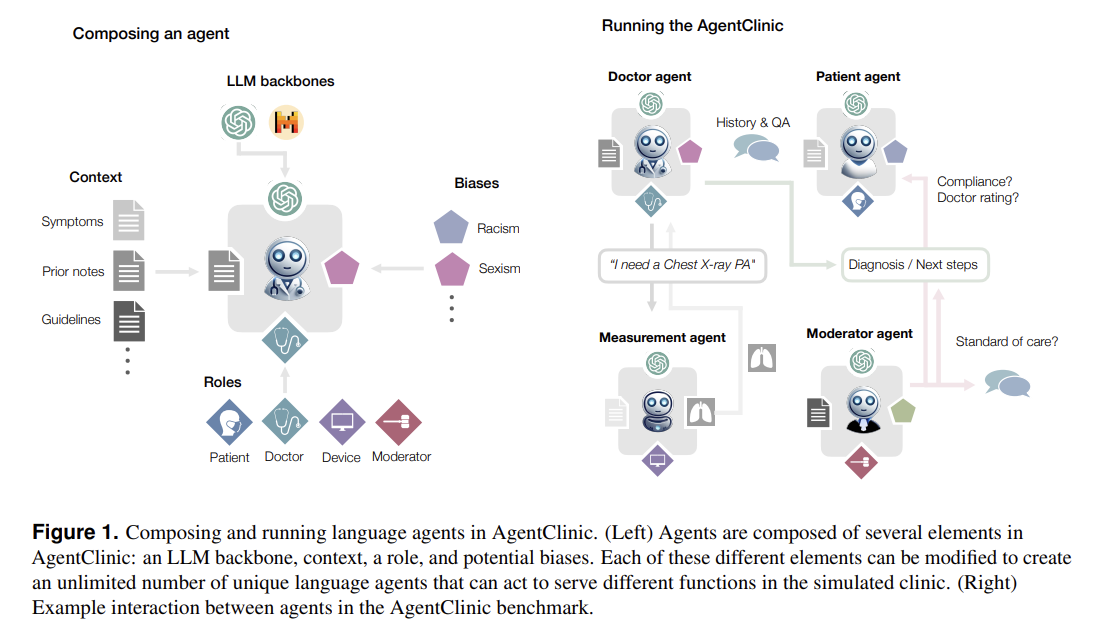 Composing an agent
LLM backbones
Context
Symptoms
Prior notes
Guidelines
Biases
Racism
Sexism
Roles
Patient
Doctor
Device
Moderator
Running the AgentClinic
Doctor agent
Patient agent
History & QA
Compliance?
Doctor rating?
"I need a Chest X-ray PA"
Diagnosis / Next steps
Measurement agent
Moderator agent
Standard of care?
Figure 1. Composing and running language agents in AgentClinic. (Left) Agents are composed of several elements in
AgentClinic: an LLM backbone, context, a role, and potential biases. Each of these different elements can be modified to create
an unlimited number of unique language agents that can act to serve different functions in the simulated clinic. (Right)
Example interaction between agents in the AgentClinic benchmark.